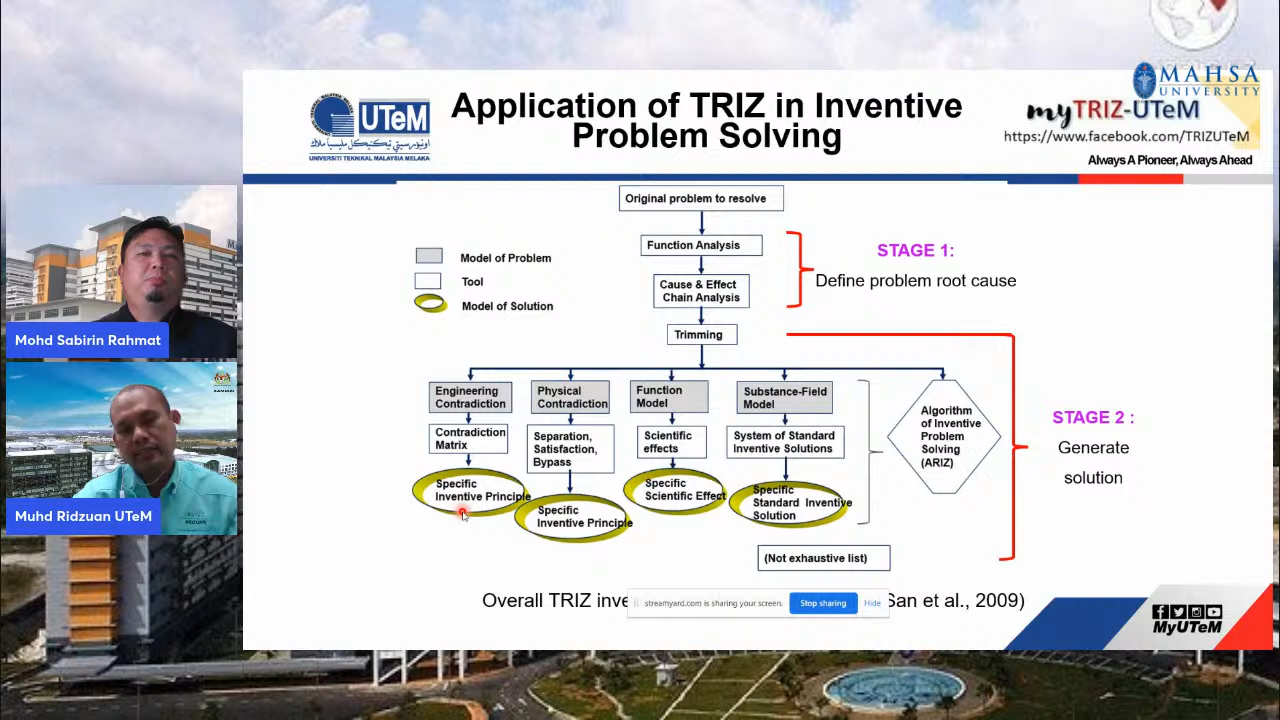 MAHSA
UNIVERSITY
UTeM
اونيۏرسيتي تيكنيكل مليسيا ملاك
UNIVERSITI TEKNIKAL MALAYSIA MELAKA
Application of TRIZ in Inventive
Problem Solving
myTRIZ-UTeM
https://www.facebook.com/TRIZUTeM
Always A Pioneer, Always Ahead
Original problem to resolve
Function Analysis
Cause & Effect
Chain Analysis
Trimming
Model of Problem
Tool
Model of Solution
STAGE 1:
Define problem root cause
Engineering
Contradiction
Contradiction
Matrix
Specific
Inventive Principle
Physical
Contradiction
Separation,
Satisfaction,
Bypass
Specific
Inventive Principle
Function
Model
Scientific
effects
Specific
Scientific Effect
Substance-Field
Model
System of Standard
Inventive Solutions
Specific
Standard Inventive
Solution
Algorithm
of Inventive
Problem
Solving
(ARIZ)
STAGE 2 :
Generate
solution
(Not exhaustive list)
Overall TRIZ inve San et al., 2009)
streamyard.com is sharing your screen.
Stop sharing
Hide
MyUTeM
Mohd Sabirin Rahmat
Muhd Ridzuan UTeM
RIDZUAN